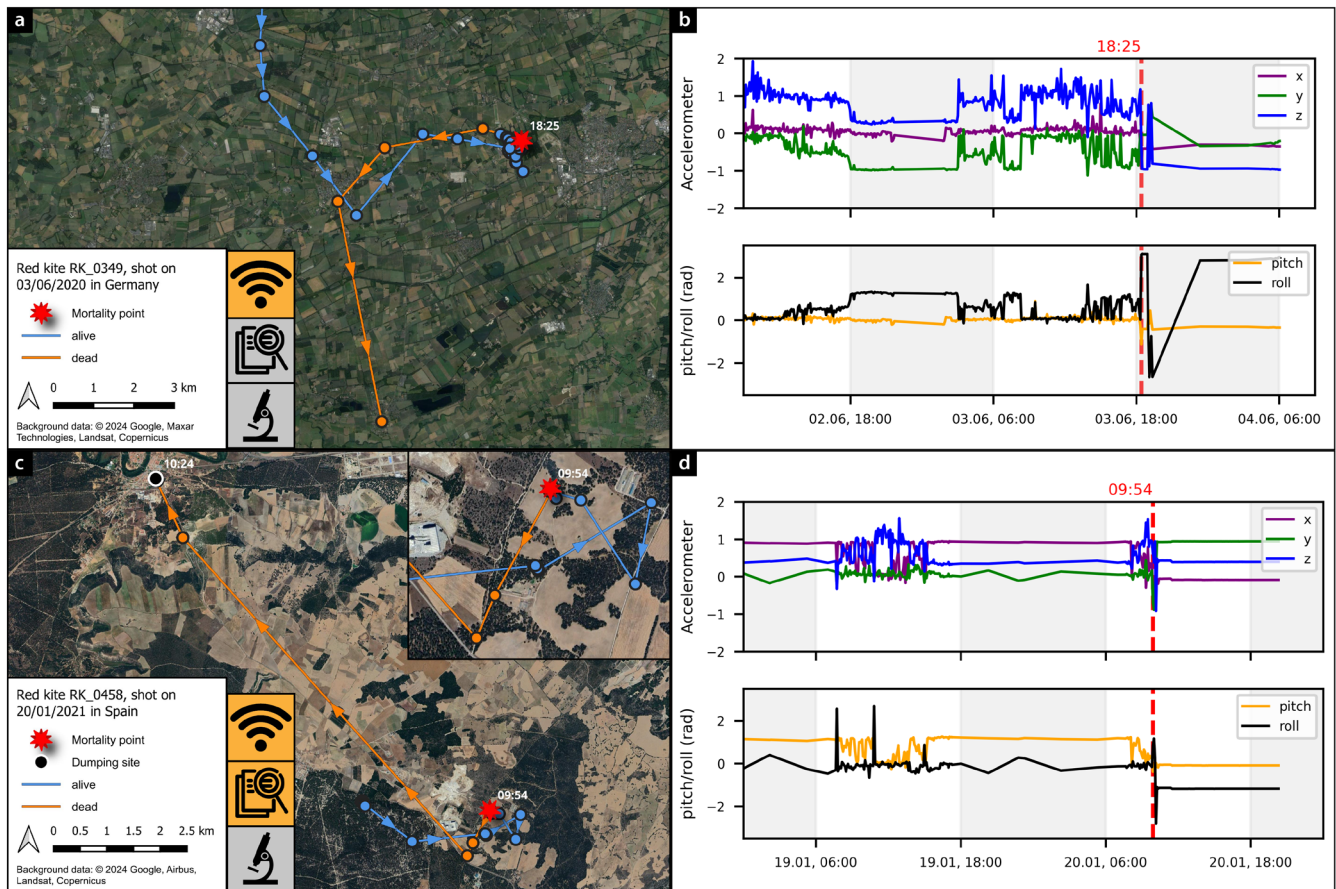 a
18:25
Red kite RK_0349, shot on
03/06/2020 in Germany
Mortality point
alive
dead
0 1 2 3 km
Background data: © 2024 Google, Maxar
Technologies, Landsat, Copernicus
b
18:25
Accelerometer
2
1
0
−1
−2
x
y
z
pitch/roll (rad)
2
0
−2
pitch
roll
02.06, 18:00
03.06, 06:00
03.06, 18:00
04.06, 06:00
c
10:24
09:54
09:54
Red kite RK_0458, shot on
20/01/2021 in Spain
Mortality point
Dumping site
alive
dead
0 0.5 1 1.5 2 2.5 km
Background data: © 2024 Google, Airbus,
Landsat, Copernicus
d
09:54
Accelerometer
2
1
0
−1
−2
x
y
z
pitch/roll (rad)
2
0
−2
pitch
roll
19.01, 06:00
19.01, 18:00
20.01, 06:00
20.01, 18:00